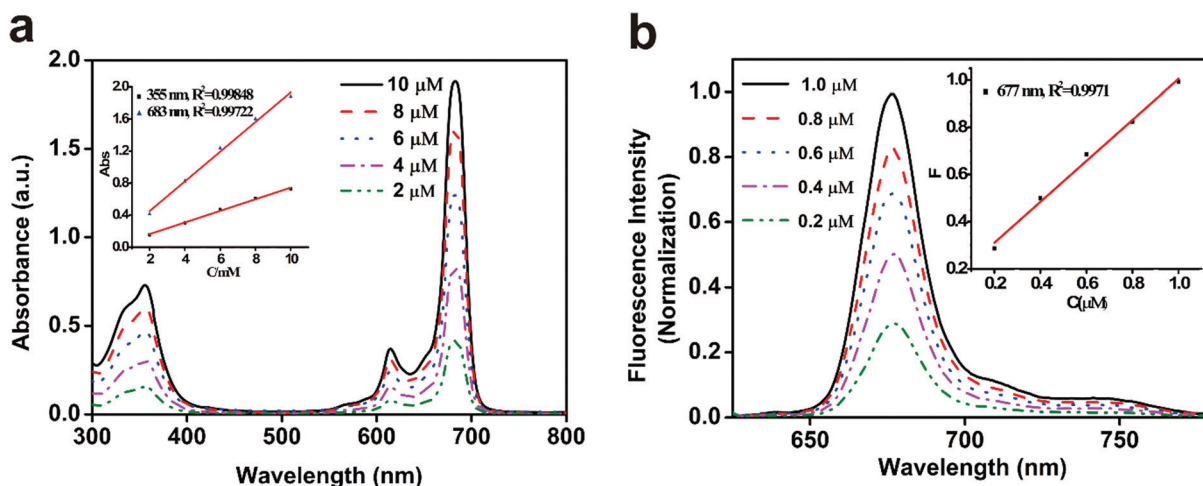 a
2.0
1.5
1.0
0.5
0.0
300 400 500 600 700 800
Wavelength (nm)
Absorbance (a.u.)
10 μM
8 μM
6 μM
4 μM
2 μM
355 nm, R²=0.99848
683 nm, R²=0.99722
2.0
1.6
1.2
0.8
0.4
0.0
2 4 6 8 10
C/mM
Abs
b
1.0
0.8
0.6
0.4
0.2
0.0
650 700 750
Wavelength (nm)
Fluorescence Intensity
(Normalization)
1.0 μM
0.8 μM
0.6 μM
0.4 μM
0.2 μM
677 nm, R²=0.9971
1.0
0.8
0.6
0.4
0.2
0.2 0.4 0.6 0.8 1.0
C(μM)
F